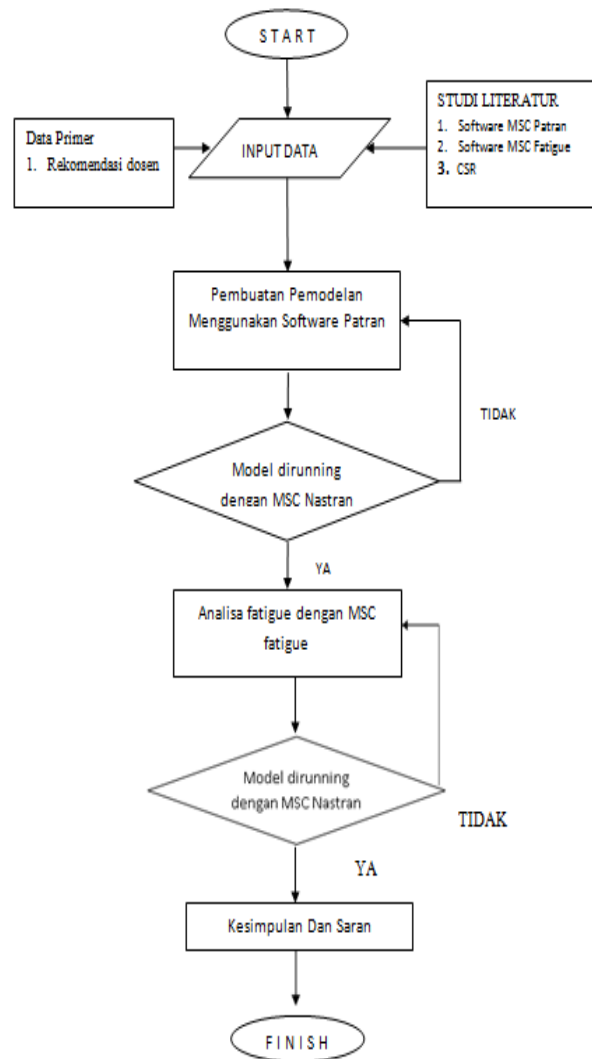 S T A R T
Data Primer
1. Rekomendasi dosen
INPUT DATA
STUDI LITERATUR
1. Software MSC Patran
2. Software MSC Fatigue
3. CSR
Pembuatan Pemodelan
Menggunakan Software Patran
TIDAK
Model dirunning
dengan MSC Nastran
YA
Analisa fatigue dengan MSC
fatigue
Model dirunning
dengan MSC Nastran
TIDAK
YA
Kesimpulan Dan Saran
F I N I S H